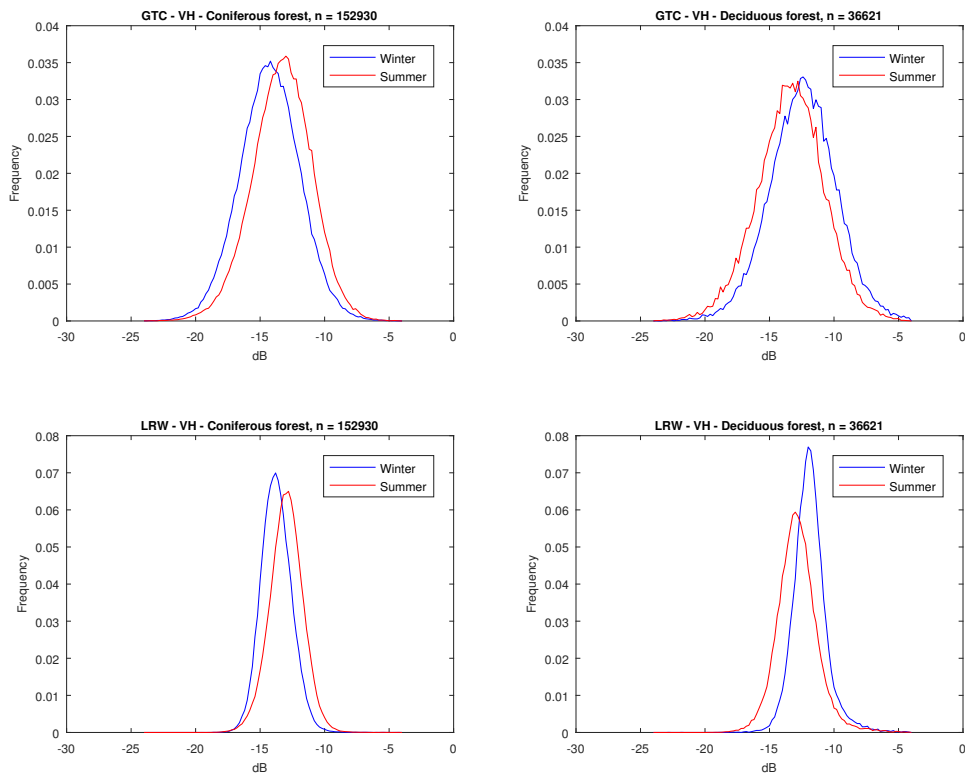 GTC - VH - Coniferous forest, n = 152930
0.04
0.035
0.03
0.025
0.02
0.015
0.01
0.005
0
Frequency
-30 -25 -20 -15 -10 -5 0
dB
Winter
Summer
GTC - VH - Deciduous forest, n = 36621
0.04
0.035
0.03
0.025
0.02
0.015
0.01
0.005
0
Frequency
-30 -25 -20 -15 -10 -5 0
dB
Winter
Summer
LRW - VH - Coniferous forest, n = 152930
0.08
0.07
0.06
0.05
0.04
0.03
0.02
0.01
0
Frequency
-30 -25 -20 -15 -10 -5 0
dB
Winter
Summer
LRW - VH - Deciduous forest, n = 36621
0.08
0.07
0.06
0.05
0.04
0.03
0.02
0.01
0
Frequency
-30 -25 -20 -15 -10 -5 0
dB
Winter
Summer